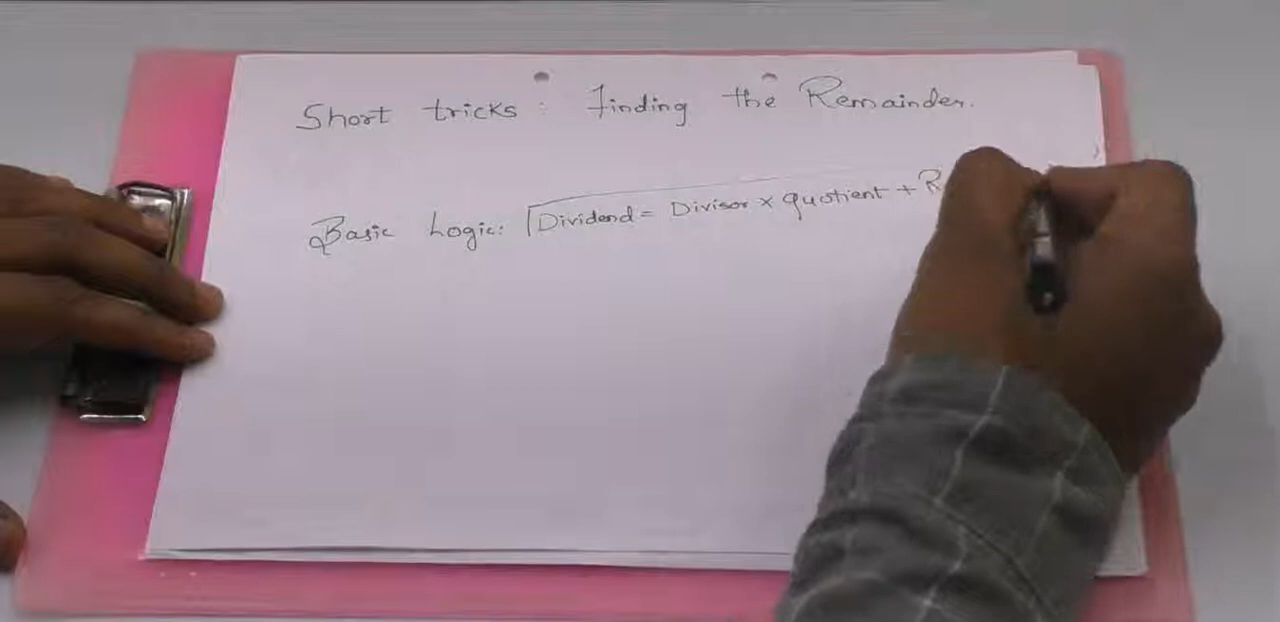 Short tricks : Finding the Remainder.
Basic Logic: Dividend = Divisor x quotient + R